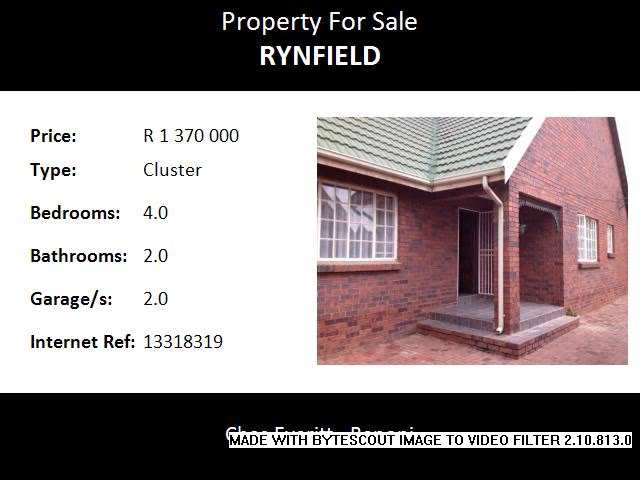 Property For Sale
RYNFIELD
Price: R 1 370 000
Type: Cluster
Bedrooms: 4.0
Bathrooms: 2.0
Garage/s: 2.0
Internet Ref: 13318319
MADE WITH BYTESCOUT IMAGE TO VIDEO FILTER 2.10.813.0